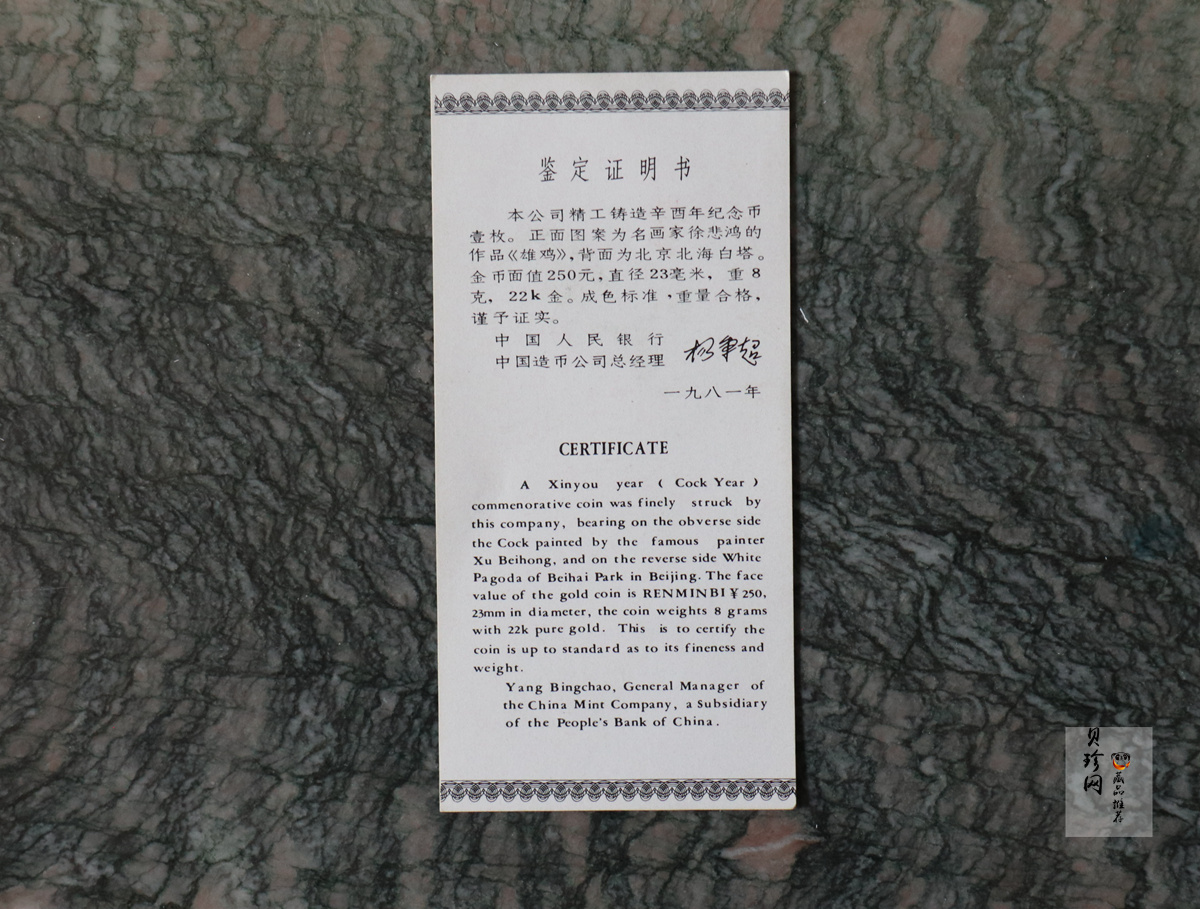 鉴定证明书
本公司精工铸造辛酉年纪念币
壹枚。正面图案为名画家徐悲鸿的
作品《雄鸡》，背面为北京北海白塔。
金币面值250元，直径23毫米，重8
克，22k金。成色标准，重量合格，
谨予证实。
中国人民银行
中国造币公司总经理 杨秉超
一九八一年
CERTIFICATE
A Xinyou year ( Cock Year )
commemorative coin was finely struck by
this company, bearing on the obverse side
the Cock painted by the famous painter
Xu Beihong, and on the reverse side White
Pagoda of Beihai Park in Beijing. The face
value of the gold coin is RENMINBI ¥ 250,
23mm in diameter, the coin weights 8 grams
with 22k pure gold. This is to certify the
coin is up to standard as to its fineness and
weight.
Yang Bingchao, General Manager of
the China Mint Company, a Subsidiary
of the People's Bank of China.
贝珍网
藏品推荐